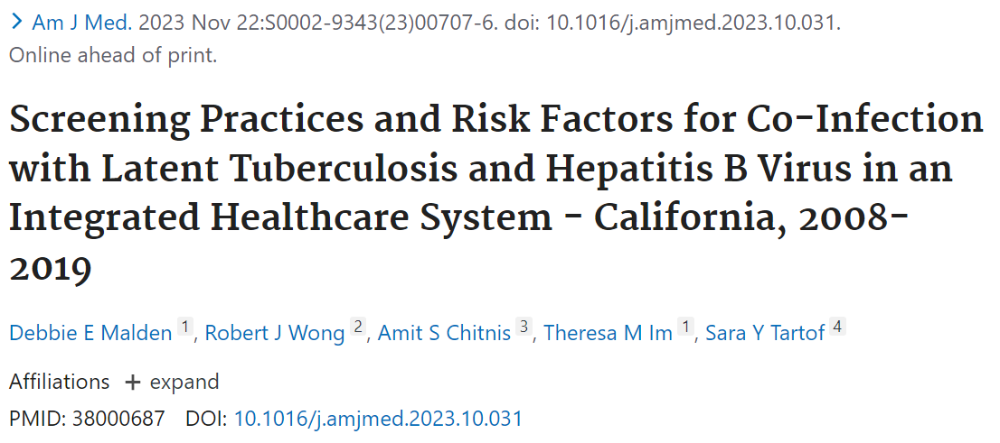 > Am J Med. 2023 Nov 22:S0002-9343(23)00707-6. doi: 10.1016/j.amjmed.2023.10.031.
Online ahead of print.
Screening Practices and Risk Factors for Co-Infection
with Latent Tuberculosis and Hepatitis B Virus in an
Integrated Healthcare System - California, 2008-
2019
Debbie E Malden 1, Robert J Wong 2, Amit S Chitnis 3, Theresa M Im 1, Sara Y Tartof 4
Affiliations + expand
PMID: 38000687 DOI: 10.1016/j.amjmed.2023.10.031